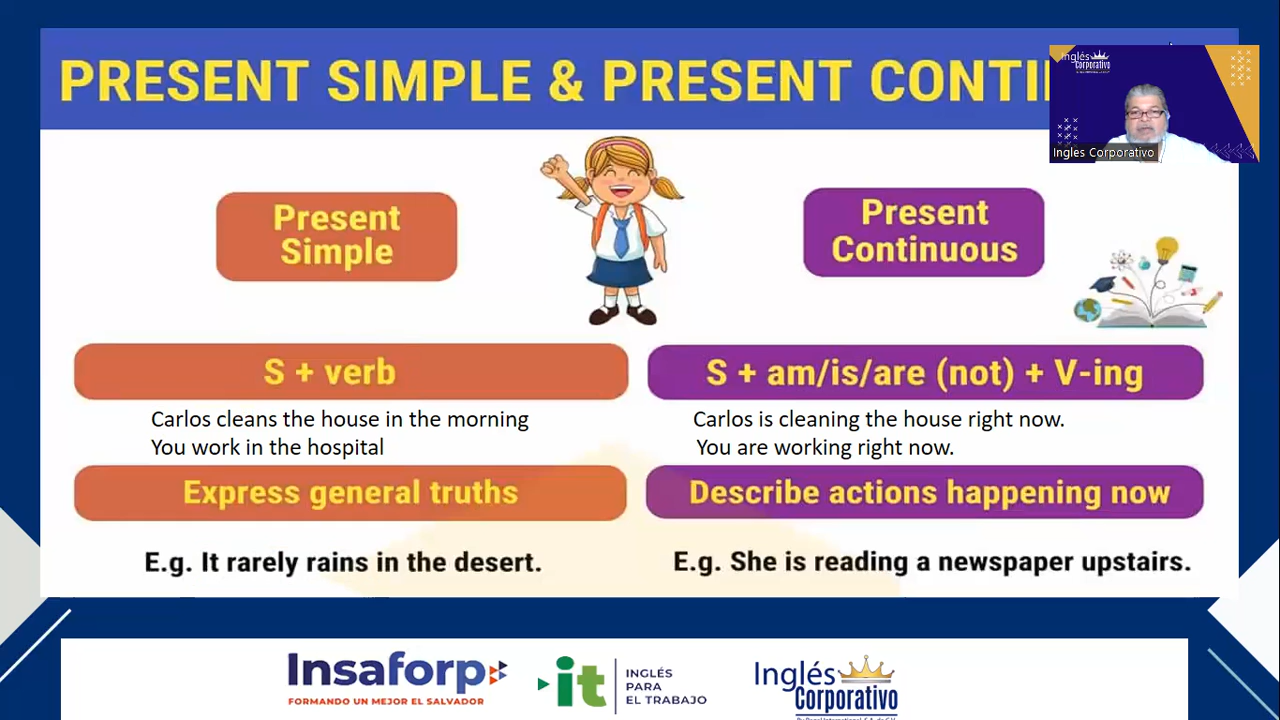 PRESENT SIMPLE & PRESENT CONTI
Inglés
Corporativo
Ingles Corporativo
Present
Simple
Present
Continuous
S + verb
S + am/is/are (not) + V-ing
Carlos cleans the house in the morning
You work in the hospital
Carlos is cleaning the house right now.
You are working right now.
Express general truths
Describe actions happening now
E.g. It rarely rains in the desert.
E.g. She is reading a newspaper upstairs.
Insaforp
FORMANDO UN MEJOR EL SALVADOR
it
INGLÉS
PARA
EL TRABAJO
Inglés
Corporativo